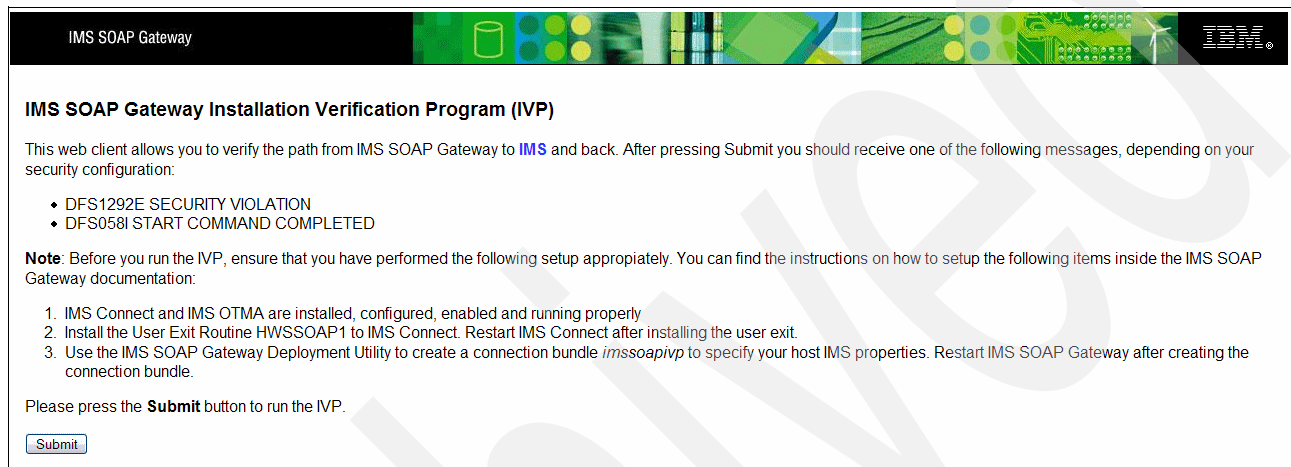 IMS SOAP Gateway
IBM®
IMS SOAP Gateway Installation Verification Program (IVP)
This web client allows you to verify the path from IMS SOAP Gateway to IMS and back. After pressing Submit you should receive one of the following messages, depending on your
security configuration:
• DFS1292E SECURITY VIOLATION
• DFS058I START COMMAND COMPLETED
Note: Before you run the IVP, ensure that you have performed the following setup appropiately. You can find the instructions on how to setup the following items inside the IMS SOAP
Gateway documentation:
1. IMS Connect and IMS OTMA are installed, configured, enabled and running properly
2. Install the User Exit Routine HWSSOAP1 to IMS Connect. Restart IMS Connect after installing the user exit.
3. Use the IMS SOAP Gateway Deployment Utility to create a connection bundle imssoapivp to specify your host IMS properties. Restart IMS SOAP Gateway after creating the
connection bundle.
Please press the Submit button to run the IVP.
Submit